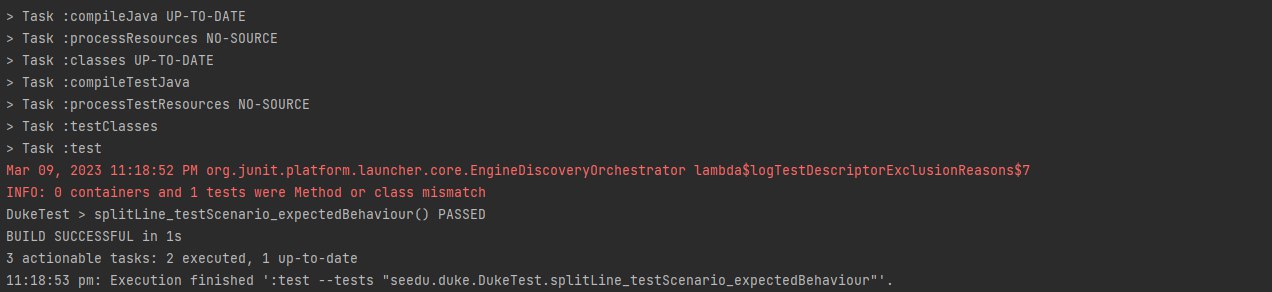 > Task :compileJava UP-TO-DATE
> Task :processResources NO-SOURCE
> Task :classes UP-TO-DATE
> Task :compileTestJava
> Task :processTestResources NO-SOURCE
> Task :testClasses
> Task :test
Mar 09, 2023 11:18:52 PM org.junit.platform.launcher.core.EngineDiscoveryOrchestrator lambda$logTestDescriptorExclusionReasons$7
INFO: 0 containers and 1 tests were Method or class mismatch
DukeTest > splitLine_testScenario_expectedBehaviour() PASSED
BUILD SUCCESSFUL in 1s
3 actionable tasks: 2 executed, 1 up-to-date
11:18:53 pm: Execution finished ':test --tests "seedu.duke.DukeTest.splitLine_testScenario_expectedBehaviour"'.